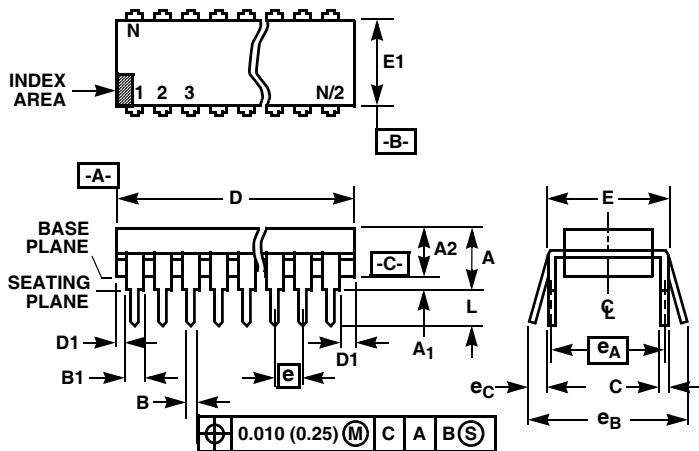 N
E1
INDEX
AREA
1 2 3 N/2
-B-
-A-
D
E
BASE
PLANE
A2
A
-C-
SEATING
PLANE
L
℄
D1
A1
D1
eA
B1
e
eC
C
B
eB
⌖ 0.010 (0.25) Ⓜ C A B Ⓢ